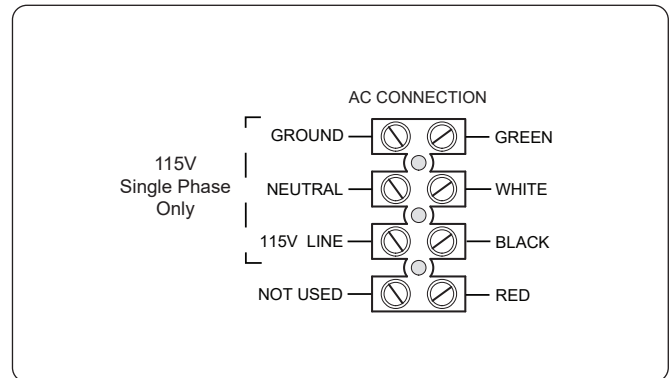 AC CONNECTION
GROUND
GREEN
115V
Single Phase
Only
NEUTRAL
WHITE
115V LINE
BLACK
NOT USED
RED